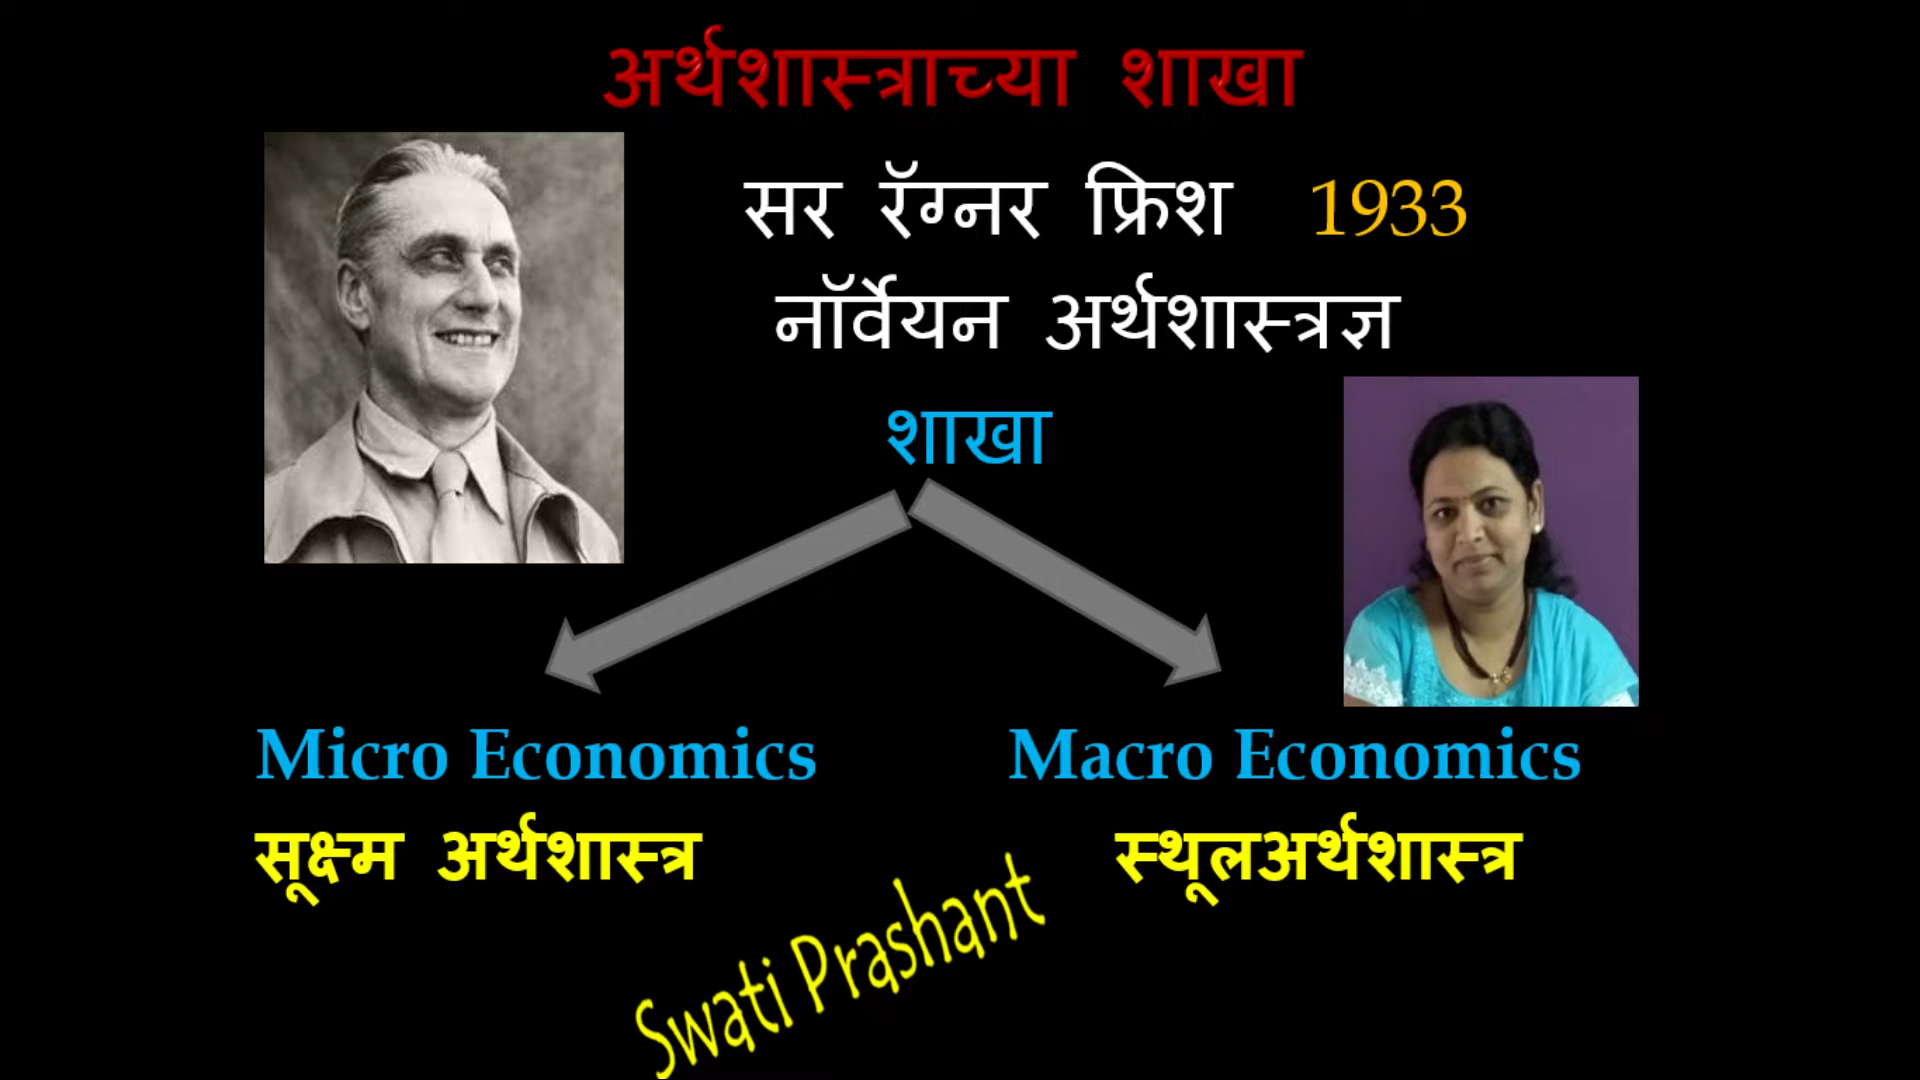 अर्थशास्त्राच्या शाखा
सर रॅग्नर फ्रिश 1933
नॉर्वेयन अर्थशास्त्रज्ञ
शाखा
Micro Economics
Macro Economics
सूक्ष्म अर्थशास्त्र
स्थूलअर्थशास्त्र
Swati Prashant